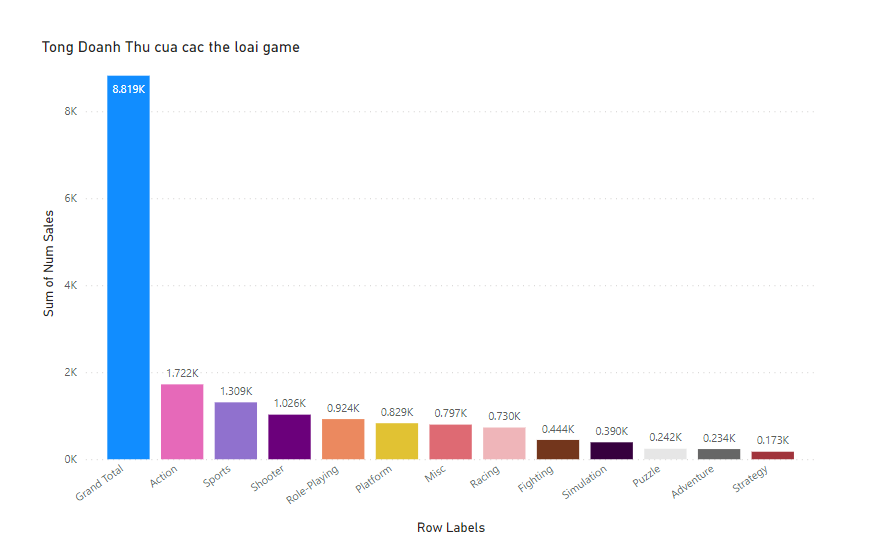 Tong Doanh Thu cua cac the loai game
8.819K
8K
6K
4K
2K
0K
Sum of Num Sales
1.722K
1.309K
1.026K
0.924K
0.829K
0.797K
0.730K
0.444K
0.390K
0.242K
0.234K
0.173K
Grand Total
Action
Sports
Shooter
Role-Playing
Platform
Misc
Racing
Fighting
Simulation
Puzzle
Adventure
Strategy
Row Labels